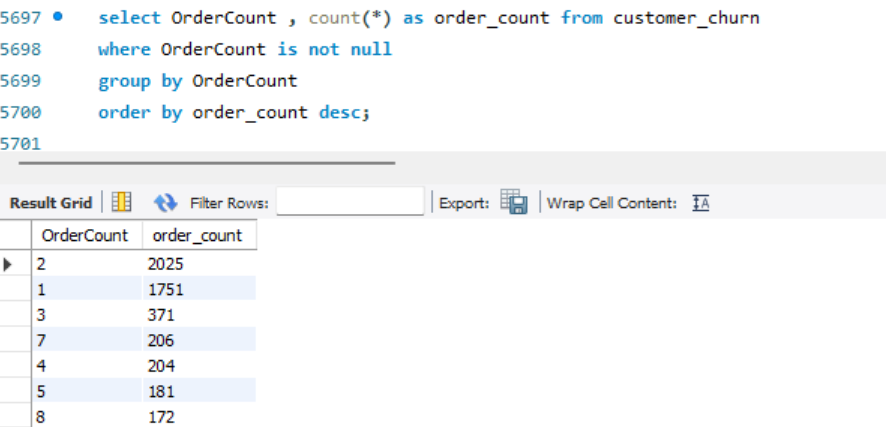 5697 select OrderCount , count(*) as order_count from customer_churn
5698 where OrderCount is not null
5699 group by OrderCount
5700 order by order_count desc;
5701
Result Grid Filter Rows: Export: Wrap Cell Content: IA
OrderCount order_count
2 2025
1 1751
3 371
7 206
4 204
5 181
8 172